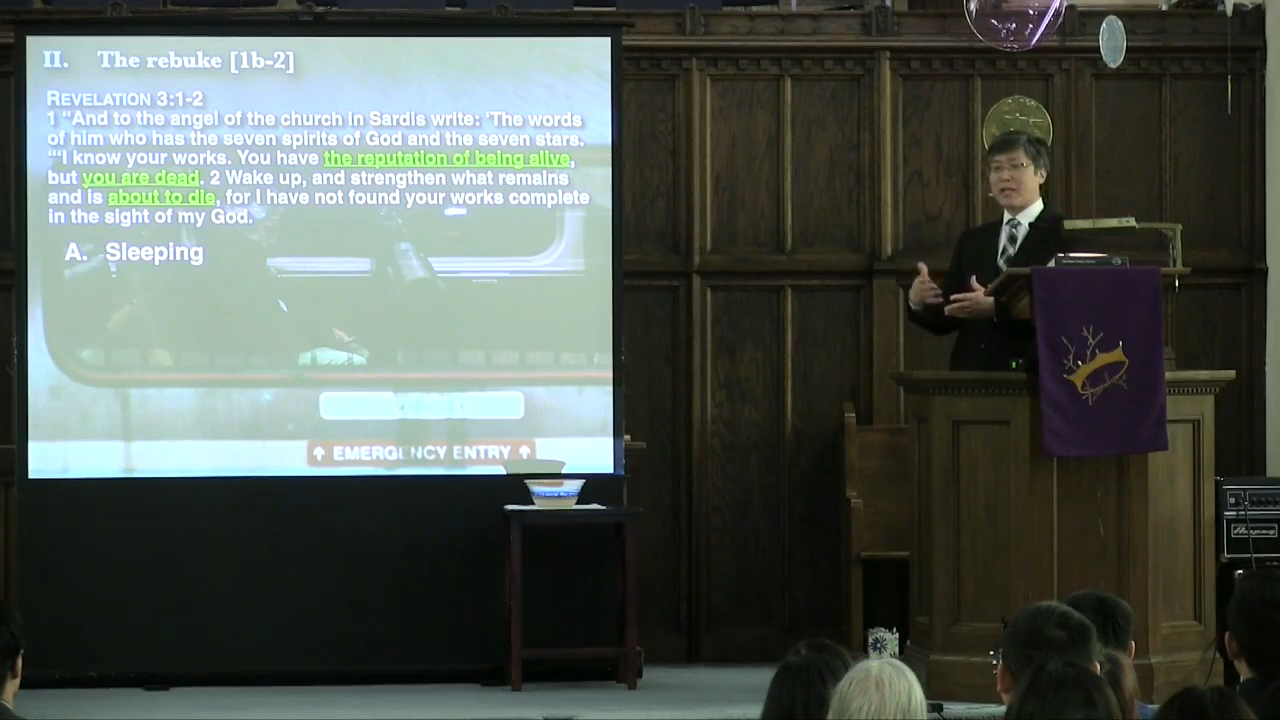 II. The rebuke [1b-2]
REVELATION 3:1-2
1 “And to the angel of the church in Sardis write: ‘The words
of him who has the seven spirits of God and the seven stars.
“‘I know your works. You have the reputation of being alive,
but you are dead. 2 Wake up, and strengthen what remains
and is about to die, for I have not found your works complete
in the sight of my God.
A. Sleeping
↑ EMERGENCY ENTRY ↑
Ampeg